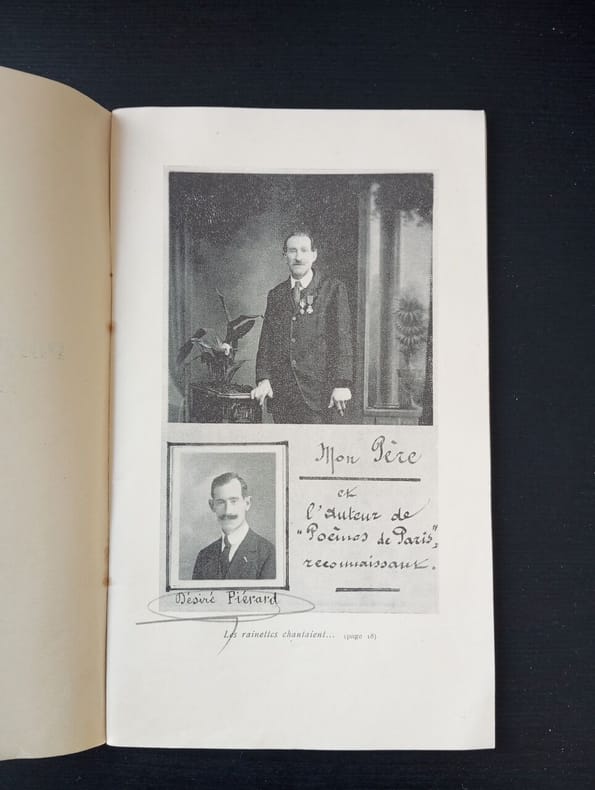 Mon Père
et
l'auteur de
"Poèmes de Paris",
reconnaissant.
Désiré Piérard
Les rainettes chantaient... (page 18)